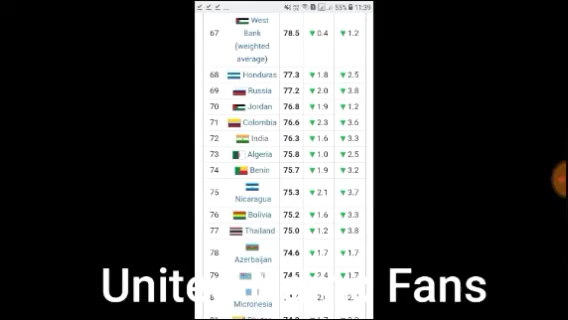 55% 11:39
67 West Bank (weighted average) 78.5 ▼0.4 ▼1.2
68 Honduras 77.3 ▼1.8 ▼2.5
69 Russia 77.2 ▼2.0 ▼3.8
70 Jordan 76.8 ▼1.9 ▼1.2
71 Colombia 76.6 ▼2.3 ▼3.6
72 India 76.3 ▼1.6 ▼3.3
73 Algeria 75.8 ▼1.0 ▼2.5
74 Benin 75.7 ▼1.9 ▼3.2
75 Nicaragua 75.3 ▼2.1 ▼3.7
76 Bolivia 75.2 ▼1.6 ▼3.3
77 Thailand 75.0 ▼1.2 ▼3.8
78 Azerbaijan 74.6 ▼1.7 ▼1.7
79 74.5 ▼2.4 ▼1.7
Micronesia
Fans